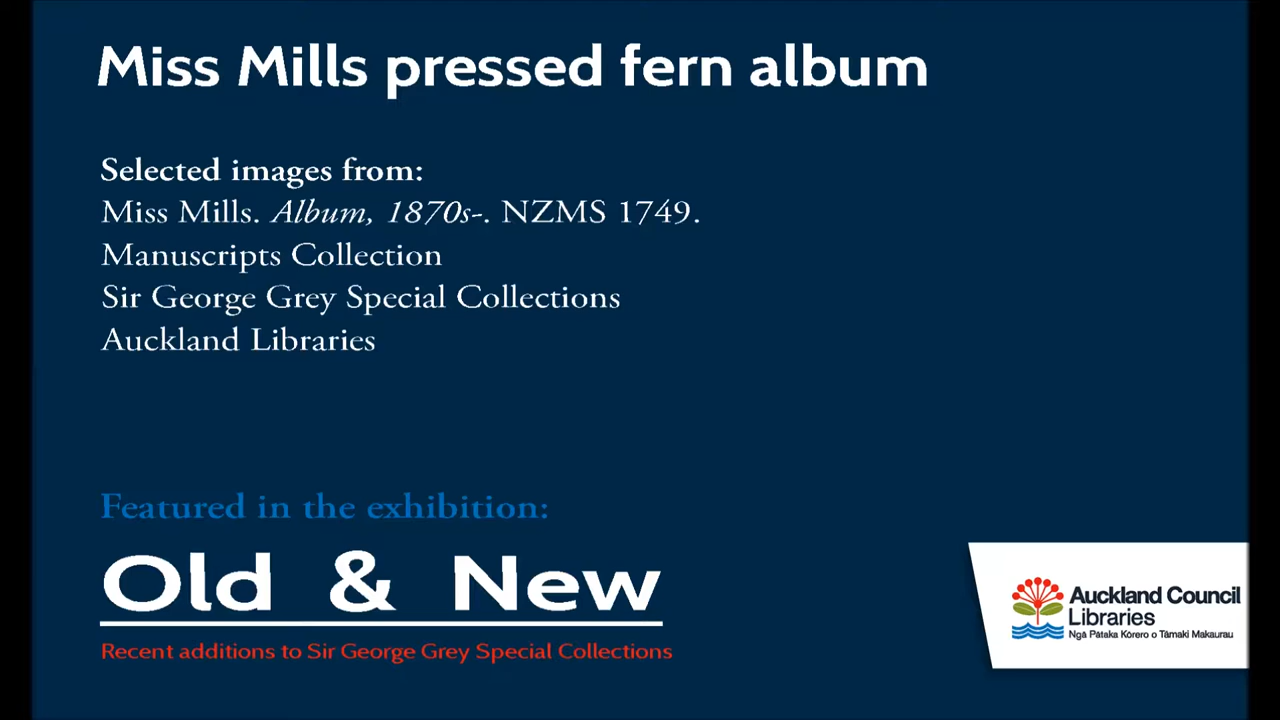 Miss Mills pressed fern album
Selected images from:
Miss Mills. Album, 1870s-. NZMS 1749.
Manuscripts Collection
Sir George Grey Special Collections
Auckland Libraries
Featured in the exhibition:
Old & New
Recent additions to Sir George Grey Special Collections
Auckland Council
Libraries
Ngā Pātaka Kōrero o Tāmaki Makaurau